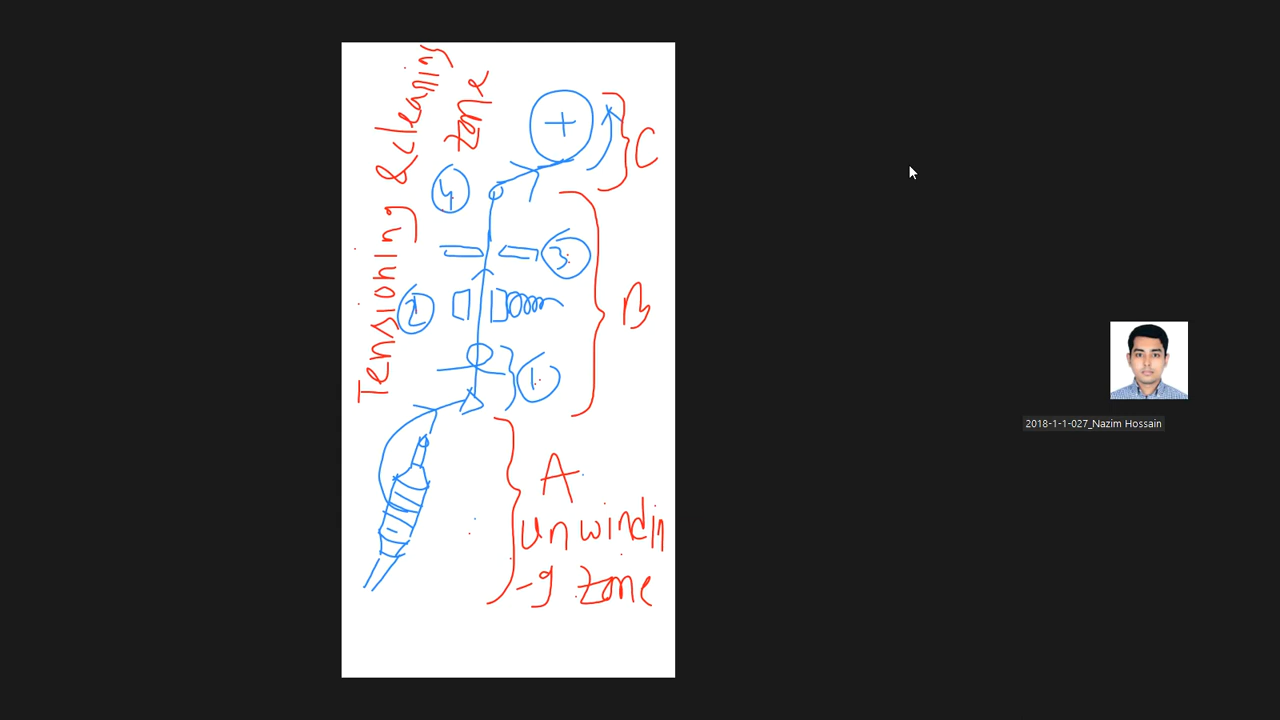 Tensioning & cleaning
zone
C
4
3
2
B
1
A
unwindin
-g zone
2018-1-1-027_Nazim Hossain